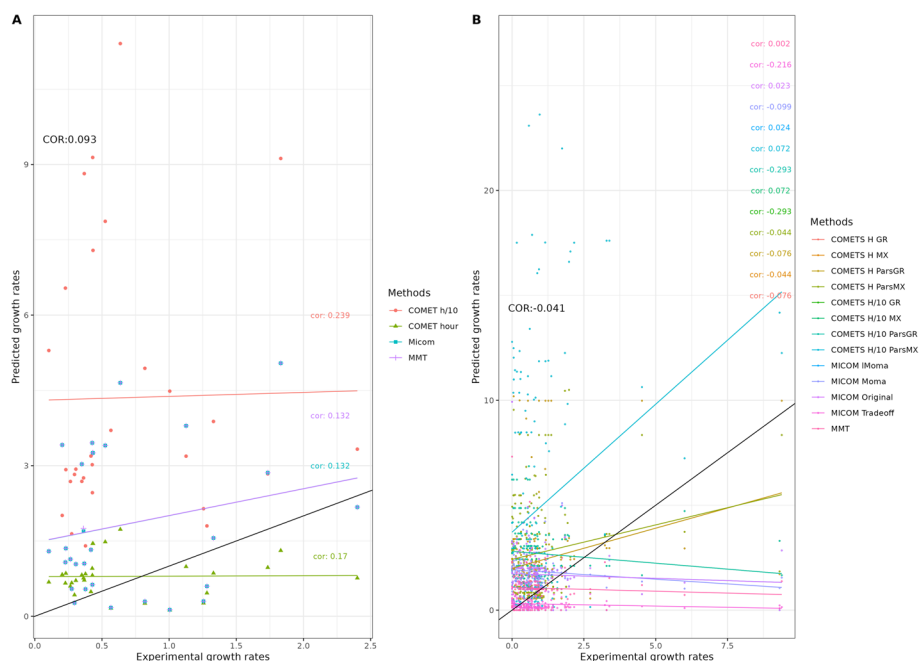 A
COR:0.093
cor: 0.239
cor: 0.132
cor: 0.132
cor: 0.17
9
6
3
0
0.0 0.5 1.0 1.5 2.0 2.5
Predicted growth rates
Experimental growth rates
Methods
COMET h/10
COMET hour
Micom
MMT
B
cor: 0.002
cor: -0.216
cor: 0.023
cor: -0.099
cor: 0.024
cor: 0.072
cor: -0.293
cor: 0.072
cor: -0.293
cor: -0.044
cor: -0.076
cor: -0.044
cor: -0.076
COR:-0.041
20
10
0
0.0 2.5 5.0 7.5
Predicted growth rates
Experimental growth rates
Methods
COMETS H GR
COMETS H MX
COMETS H ParsGR
COMETS H ParsMX
COMETS H/10 GR
COMETS H/10 MX
COMETS H/10 ParsGR
COMETS H/10 ParsMX
MICOM lMoma
MICOM Moma
MICOM Original
MICOM Tradeoff
MMT